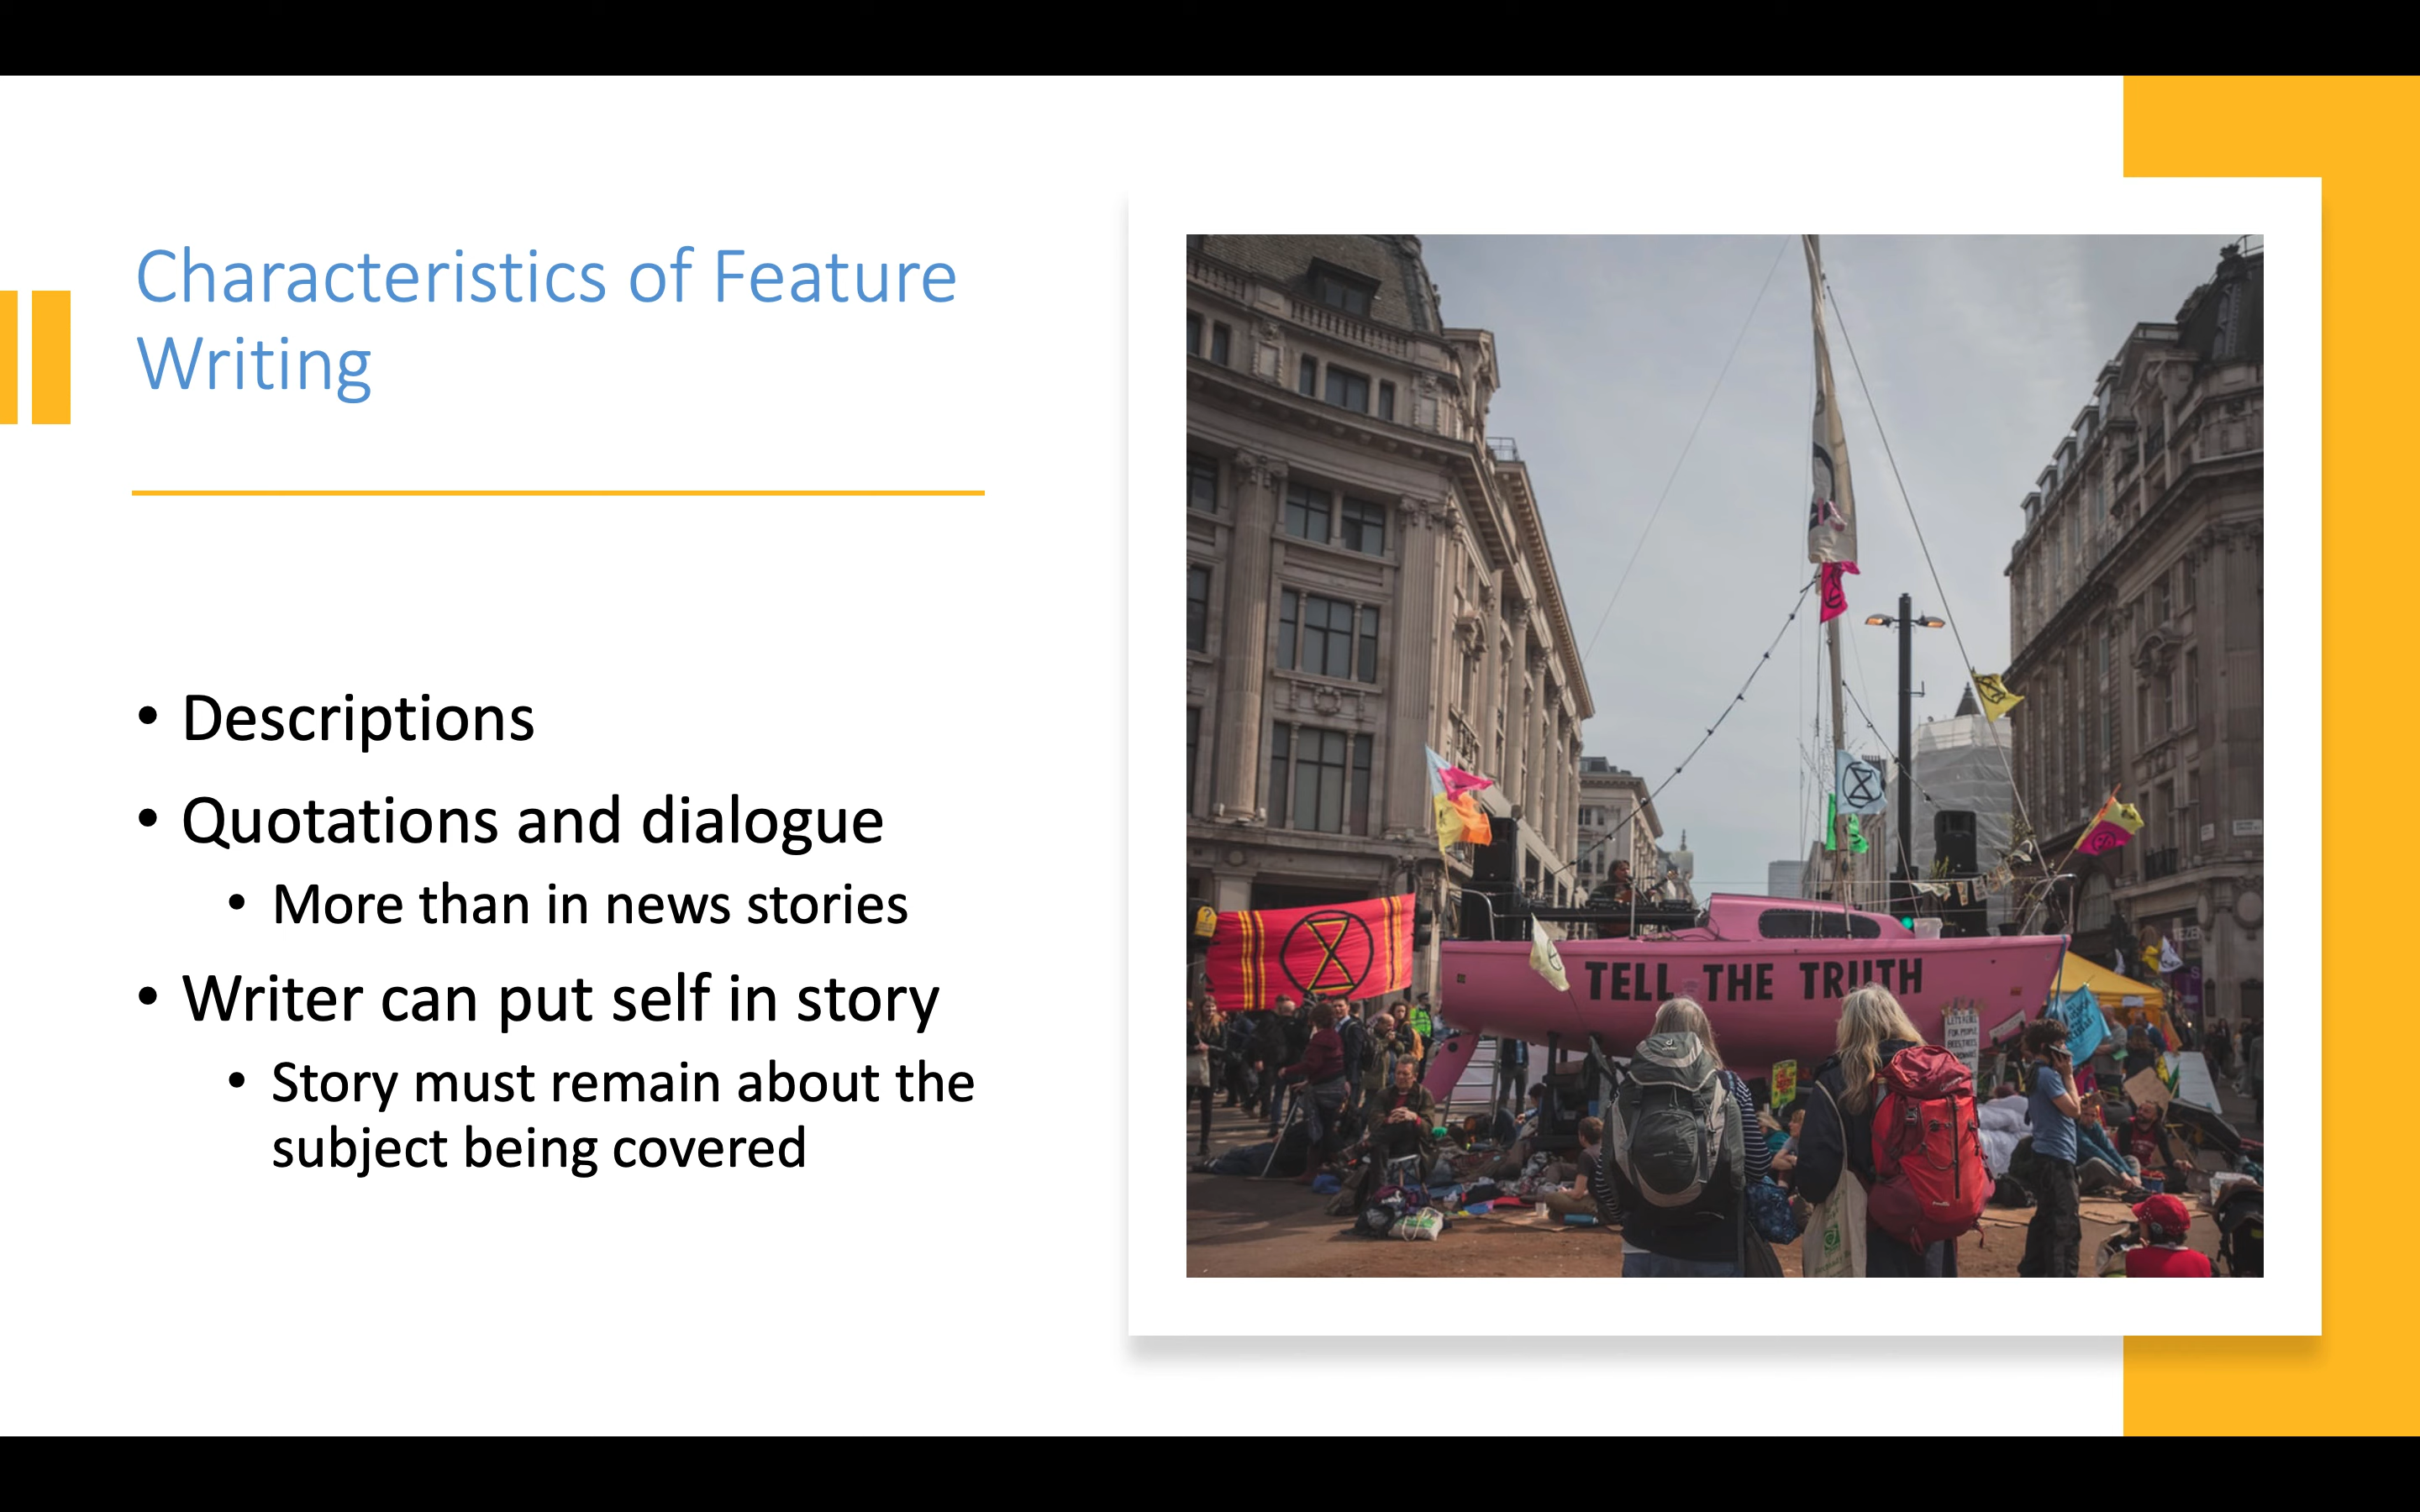 Characteristics of Feature
Writing
• Descriptions
• Quotations and dialogue
• More than in news stories
• Writer can put self in story
• Story must remain about the
subject being covered
TELL THE TRUTH